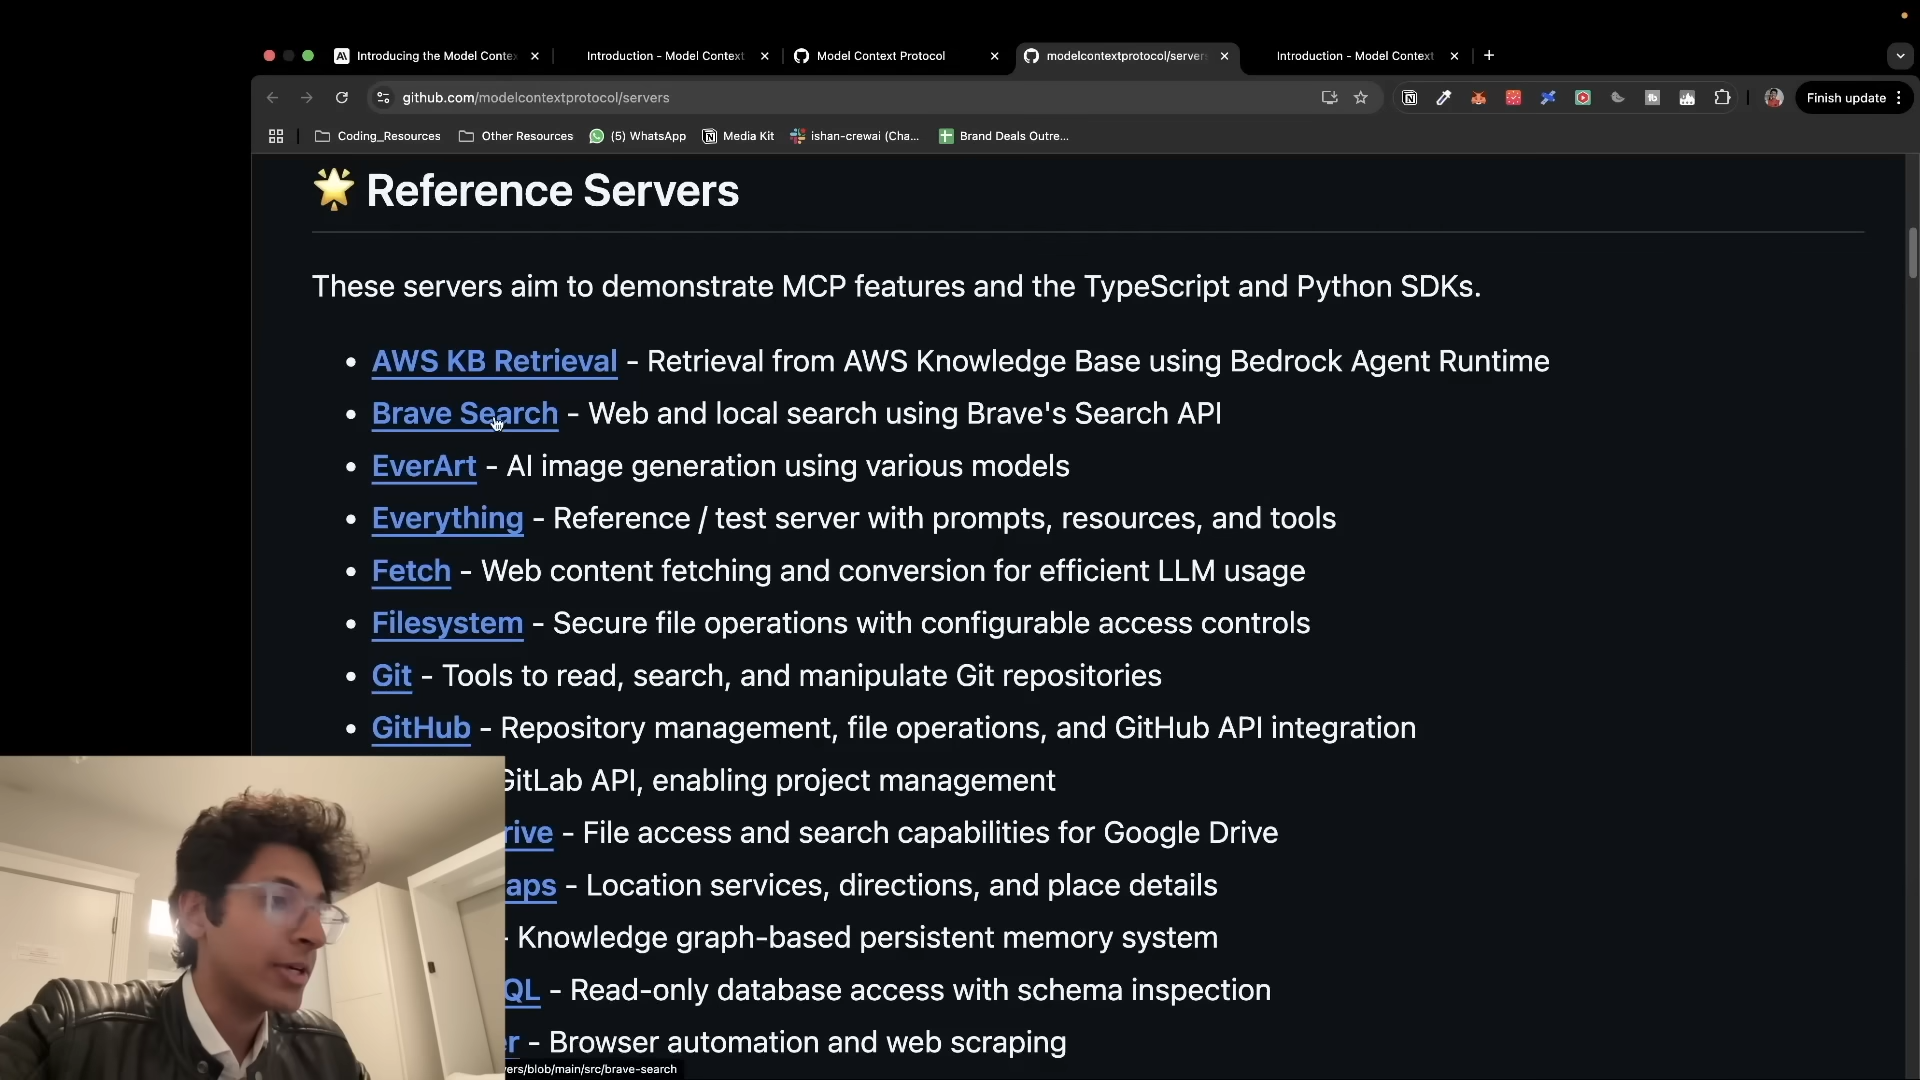 Introducing the Model Contex
Introduction - Model Context
Model Context Protocol
modelcontextprotocol/servers
Introduction - Model Context
github.com/modelcontextprotocol/servers
Finish update
Coding_Resources
Other Resources
(5) WhatsApp
Media Kit
ishan-crewai (Cha...
Brand Deals Outre...
🌟 Reference Servers
These servers aim to demonstrate MCP features and the TypeScript and Python SDKs.
• AWS KB Retrieval - Retrieval from AWS Knowledge Base using Bedrock Agent Runtime
• Brave Search - Web and local search using Brave's Search API
• EverArt - AI image generation using various models
• Everything - Reference / test server with prompts, resources, and tools
• Fetch - Web content fetching and conversion for efficient LLM usage
• Filesystem - Secure file operations with configurable access controls
• Git - Tools to read, search, and manipulate Git repositories
• GitHub - Repository management, file operations, and GitHub API integration
GitLab API, enabling project management
rive - File access and search capabilities for Google Drive
aps - Location services, directions, and place details
- Knowledge graph-based persistent memory system
QL - Read-only database access with schema inspection
r - Browser automation and web scraping
vers/blob/main/src/brave-search